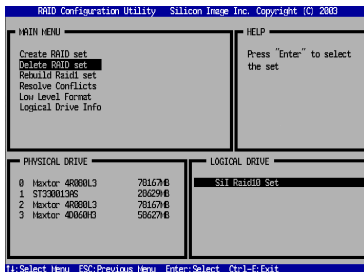 RAID Configuration Utility Silicon Image Inc. Copyright (C) 2003
MAIN MENU
Create RAID set
Delete RAID set
Rebuild Raid1 set
Resolve Conflicts
Low Level Format
Logical Drive Info
HELP
Press "Enter" to select
the set
PHYSICAL DRIVE
0 Maxtor 4R080L3 78167MB
1 ST330013AS 28629MB
2 Maxtor 4R080L3 78167MB
3 Maxtor 4D060H3 58627MB
LOGICAL DRIVE
SiI Raid10 Set
↑↓:Select Menu ESC:Previous Menu Enter:Select Ctrl-E:Exit